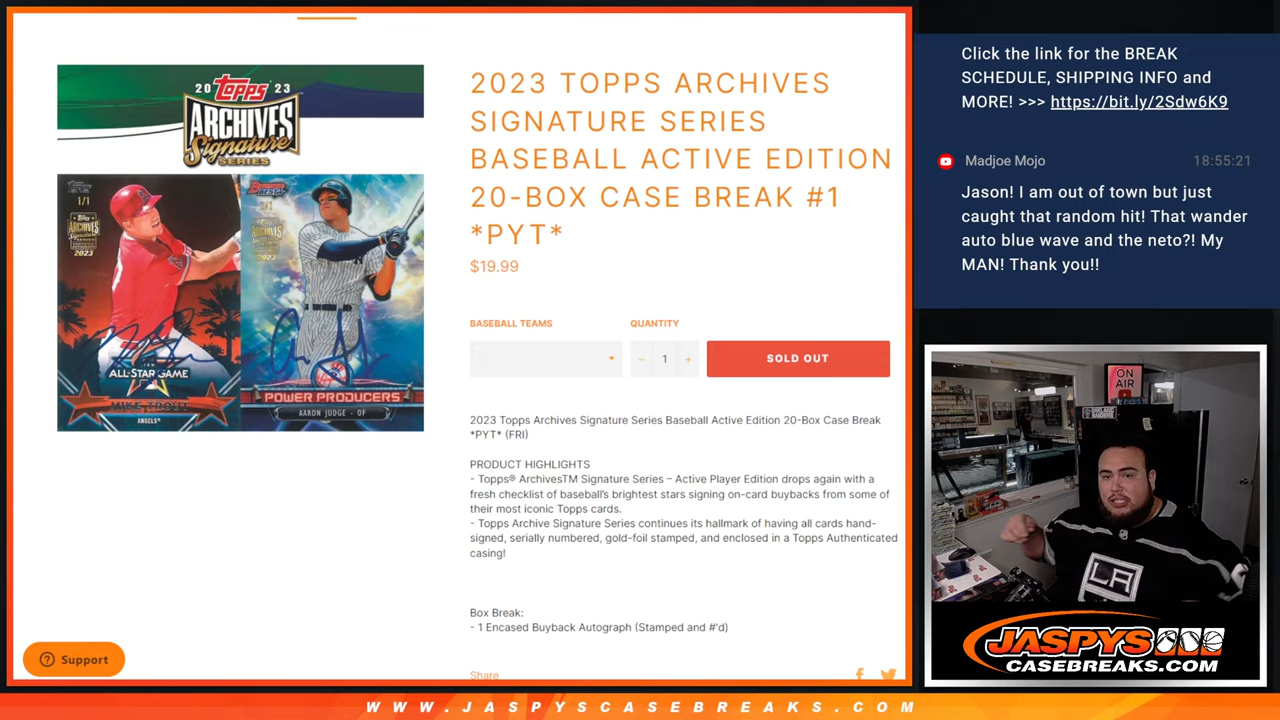 2023 TOPPS ARCHIVES
SIGNATURE SERIES
BASEBALL ACTIVE EDITION
20-BOX CASE BREAK #1
*PYT*
$19.99
BASEBALL TEAMS
QUANTITY
− 1 +
SOLD OUT
2023 Topps Archives Signature Series Baseball Active Edition 20-Box Case Break
*PYT* (FRI)
PRODUCT HIGHLIGHTS
- Topps® ArchivesTM Signature Series – Active Player Edition drops again with a
fresh checklist of baseball's brightest stars signing on-card buybacks from some of
their most iconic Topps cards.
- Topps Archive Signature Series continues its hallmark of having all cards hand-
signed, serially numbered, gold-foil stamped, and enclosed in a Topps Authenticated
casing!
Box Break:
- 1 Encased Buyback Autograph (Stamped and #'d)
Share
20 Topps 23
ARCHIVES
Signature
SERIES
1/1
2023
ALL-STAR GAME
MIKE TROUT
ANGELS®
POWER PRODUCERS
AARON JUDGE - OF
Support
Click the link for the BREAK
SCHEDULE, SHIPPING INFO and
MORE! >>> https://bit.ly/2Sdw6K9
Madjoe Mojo 18:55:21
Jason! I am out of town but just
caught that random hit! That wander
auto blue wave and the neto?! My
MAN! Thank you!!
ON
AIR
LA
JASPYS
CASEBREAKS.COM
WWW.JASPYSCASEBREAKS.COM